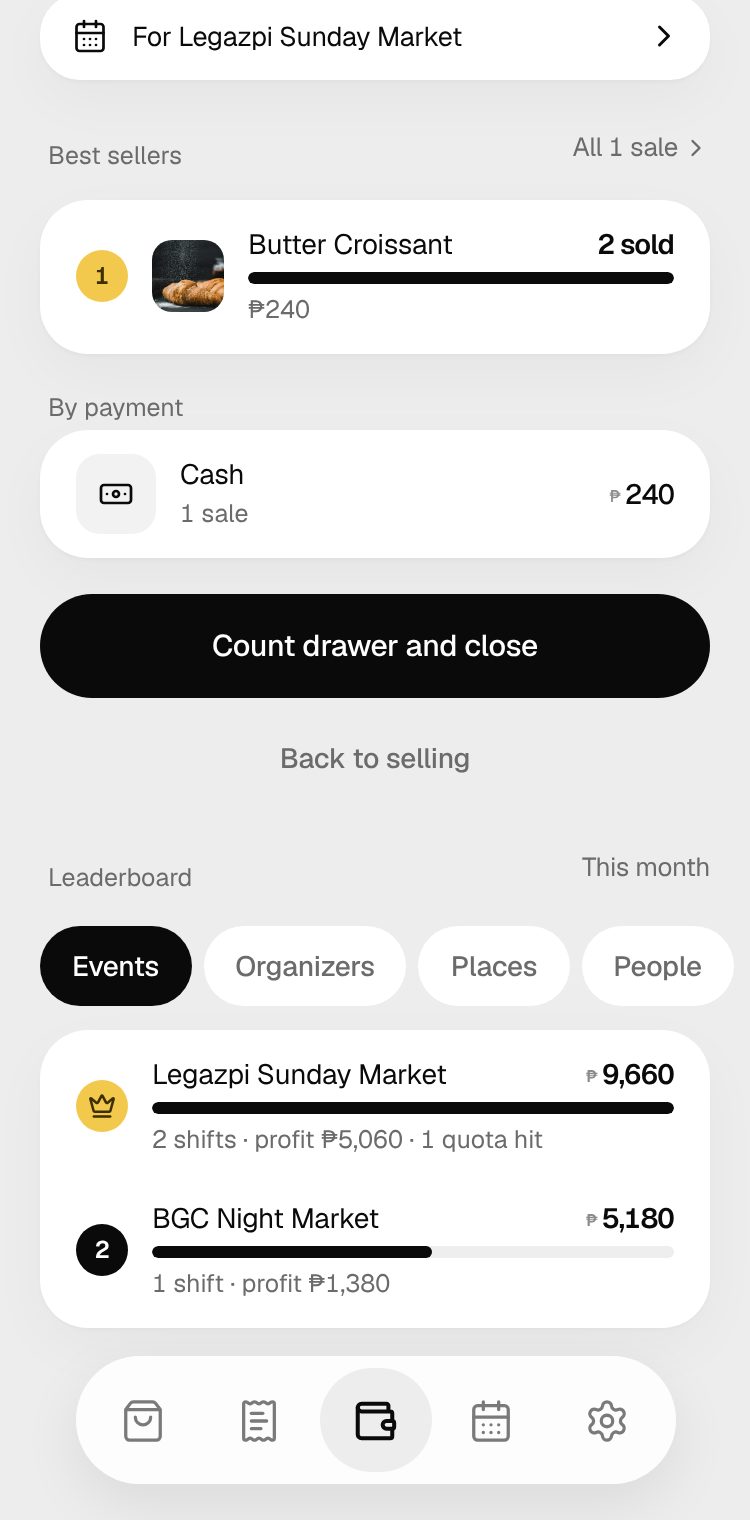 For Legazpi Sunday Market
Best sellers
All 1 sale
1
Butter Croissant
2 sold
₱240
By payment
Cash
₱ 240
1 sale
Count drawer and close
Back to selling
Leaderboard
This month
Events
Organizers
Places
People
Legazpi Sunday Market
₱ 9,660
2 shifts · profit ₱5,060 · 1 quota hit
2
BGC Night Market
₱ 5,180
1 shift · profit ₱1,380